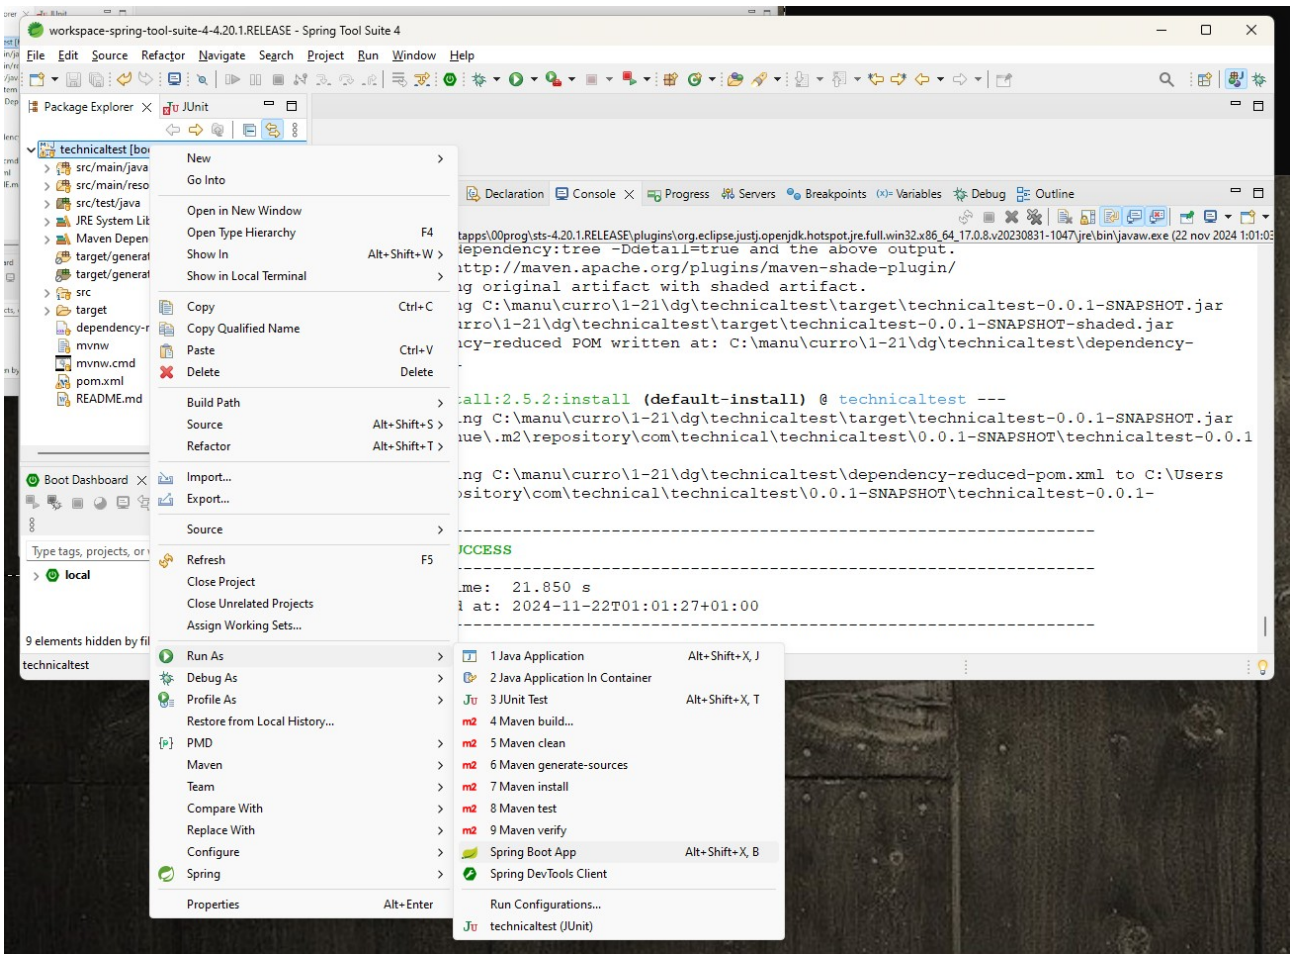 workspace-spring-tool-suite-4-4.20.1.RELEASE - Spring Tool Suite 4
File Edit Source Refactor Navigate Search Project Run Window Help
Package Explorer
JUnit
technicaltest [boo
src/main/java
src/main/reso
src/test/java
JRE System Lib
Maven Depen
target/generat
target/generat
src
target
dependency-r
mvnw
mvnw.cmd
pom.xml
README.md
Boot Dashboard
Type tags, projects, or
local
9 elements hidden by fil
technicaltest
New
Go Into
Open in New Window
Open Type Hierarchy F4
Show In Alt+Shift+W
Show in Local Terminal
Copy Ctrl+C
Copy Qualified Name
Paste Ctrl+V
Delete Delete
Build Path
Source Alt+Shift+S
Refactor Alt+Shift+T
Import...
Export...
Source
Refresh F5
Close Project
Close Unrelated Projects
Assign Working Sets...
Run As
Debug As
Profile As
Restore from Local History...
PMD
Maven
Team
Compare With
Replace With
Configure
Spring
Properties Alt+Enter
1 Java Application Alt+Shift+X, J
2 Java Application In Container
3 JUnit Test Alt+Shift+X, T
4 Maven build...
5 Maven clean
6 Maven generate-sources
7 Maven install
8 Maven test
9 Maven verify
Spring Boot App Alt+Shift+X, B
Spring DevTools Client
Run Configurations...
technicaltest (JUnit)
Declaration Console Progress Servers Breakpoints Variables Debug Outline
tapps\00prog\sts-4.20.1.RELEASE\plugins\org.eclipse.justj.openjdk.hotspot.jre.full.win32.x86_64_17.0.8.v20230831-1047\jre\bin\javaw.exe (22 nov 2024 1:01:03
dependency:tree -Ddetail=true and the above output.
ttp://maven.apache.org/plugins/maven-shade-plugin/
ng original artifact with shaded artifact.
ng C:\manu\curro\1-21\dg\technicaltest\target\technicaltest-0.0.1-SNAPSHOT.jar
urro\1-21\dg\technicaltest\target\technicaltest-0.0.1-SNAPSHOT-shaded.jar
ncy-reduced POM written at: C:\manu\curro\1-21\dg\technicaltest\dependency-
tall:2.5.2:install (default-install) @ technicaltest ---
ing C:\manu\curro\1-21\dg\technicaltest\target\technicaltest-0.0.1-SNAPSHOT.jar
nue\.m2\repository\com\technical\technicaltest\0.0.1-SNAPSHOT\technicaltest-0.0.1
ing C:\manu\curro\1-21\dg\technicaltest\dependency-reduced-pom.xml to C:\Users
ository\com\technical\technicaltest\0.0.1-SNAPSHOT\technicaltest-0.0.1-
UCCESS
ime: 21.850 s
d at: 2024-11-22T01:01:27+01:00